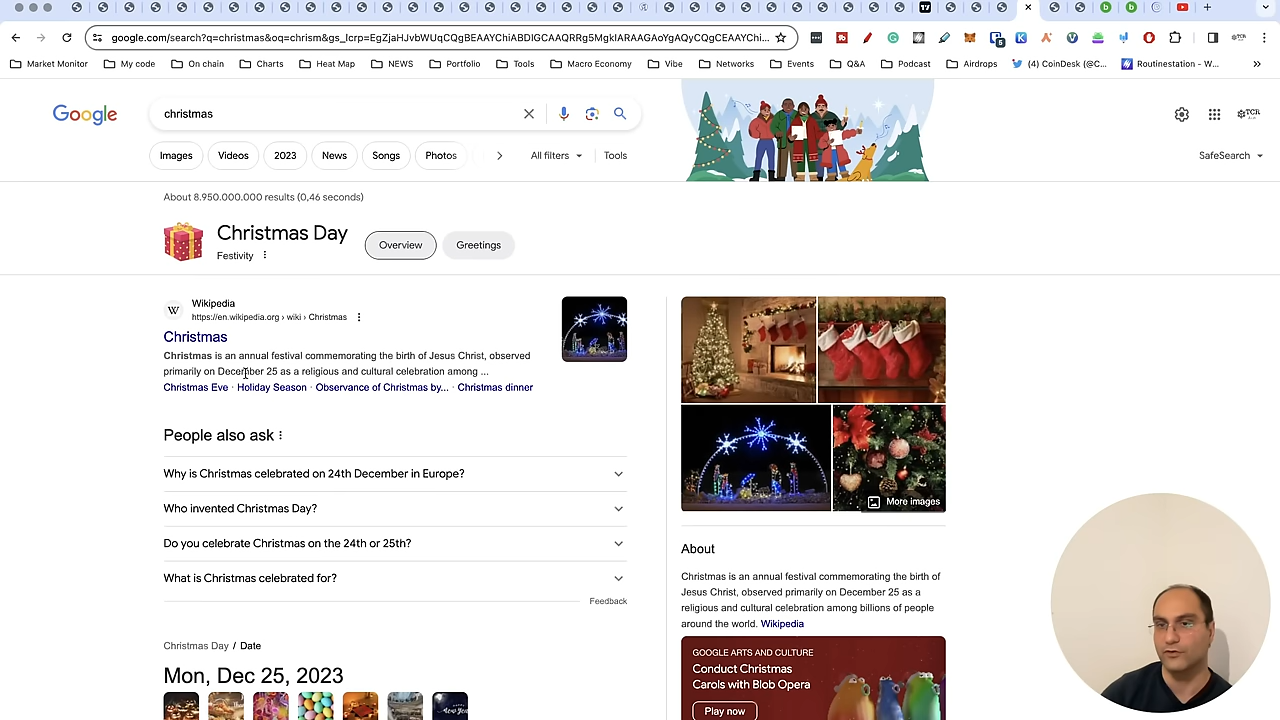 google.com/search?q=christmas&oq=chrism&gs_lcrp=EgZjaHJvbWUqCQgBEAAYChiABDIGCAAQRRg5MgkIARAAGAoYgAQyCQgCEAAYChi...
Market Monitor My code On chain Charts Heat Map NEWS Portfolio Tools Macro Economy Vibe Networks Events Q&A Podcast Airdrops (4) CoinDesk (@C... Routinestation - W...
Google
christmas
Images Videos 2023 News Songs Photos All filters Tools
SafeSearch
About 8.950.000.000 results (0,46 seconds)
Christmas Day
Festivity
Overview Greetings
W
Wikipedia
https://en.wikipedia.org › wiki › Christmas
Christmas
Christmas is an annual festival commemorating the birth of Jesus Christ, observed
primarily on December 25 as a religious and cultural celebration among ...
Christmas Eve · Holiday Season · Observance of Christmas by... · Christmas dinner
People also ask
Why is Christmas celebrated on 24th December in Europe?
Who invented Christmas Day?
Do you celebrate Christmas on the 24th or 25th?
What is Christmas celebrated for?
Feedback
Christmas Day / Date
Mon, Dec 25, 2023
More images
About
Christmas is an annual festival commemorating the birth of
Jesus Christ, observed primarily on December 25 as a
religious and cultural celebration among billions of people
around the world. Wikipedia
GOOGLE ARTS AND CULTURE
Conduct Christmas
Carols with Blob Opera
Play now